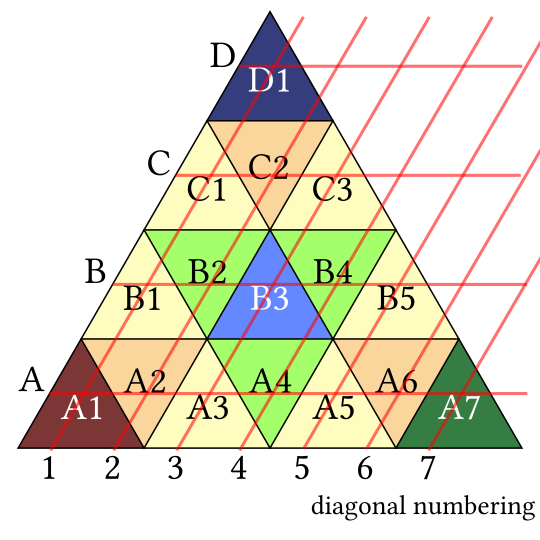 D
D1
C
C2
C1 C3
B
B2 B4
B1 B3 B5
A
A2 A4 A6
A1 A3 A5 A7
1 2 3 4 5 6 7
diagonal numbering